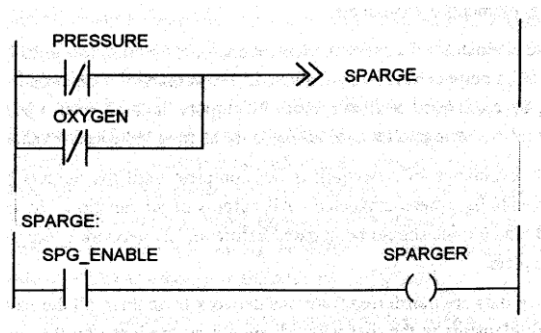 PRESSURE
SPARGE
OXYGEN
SPARGE:
SPG_ENABLE
SPARGER